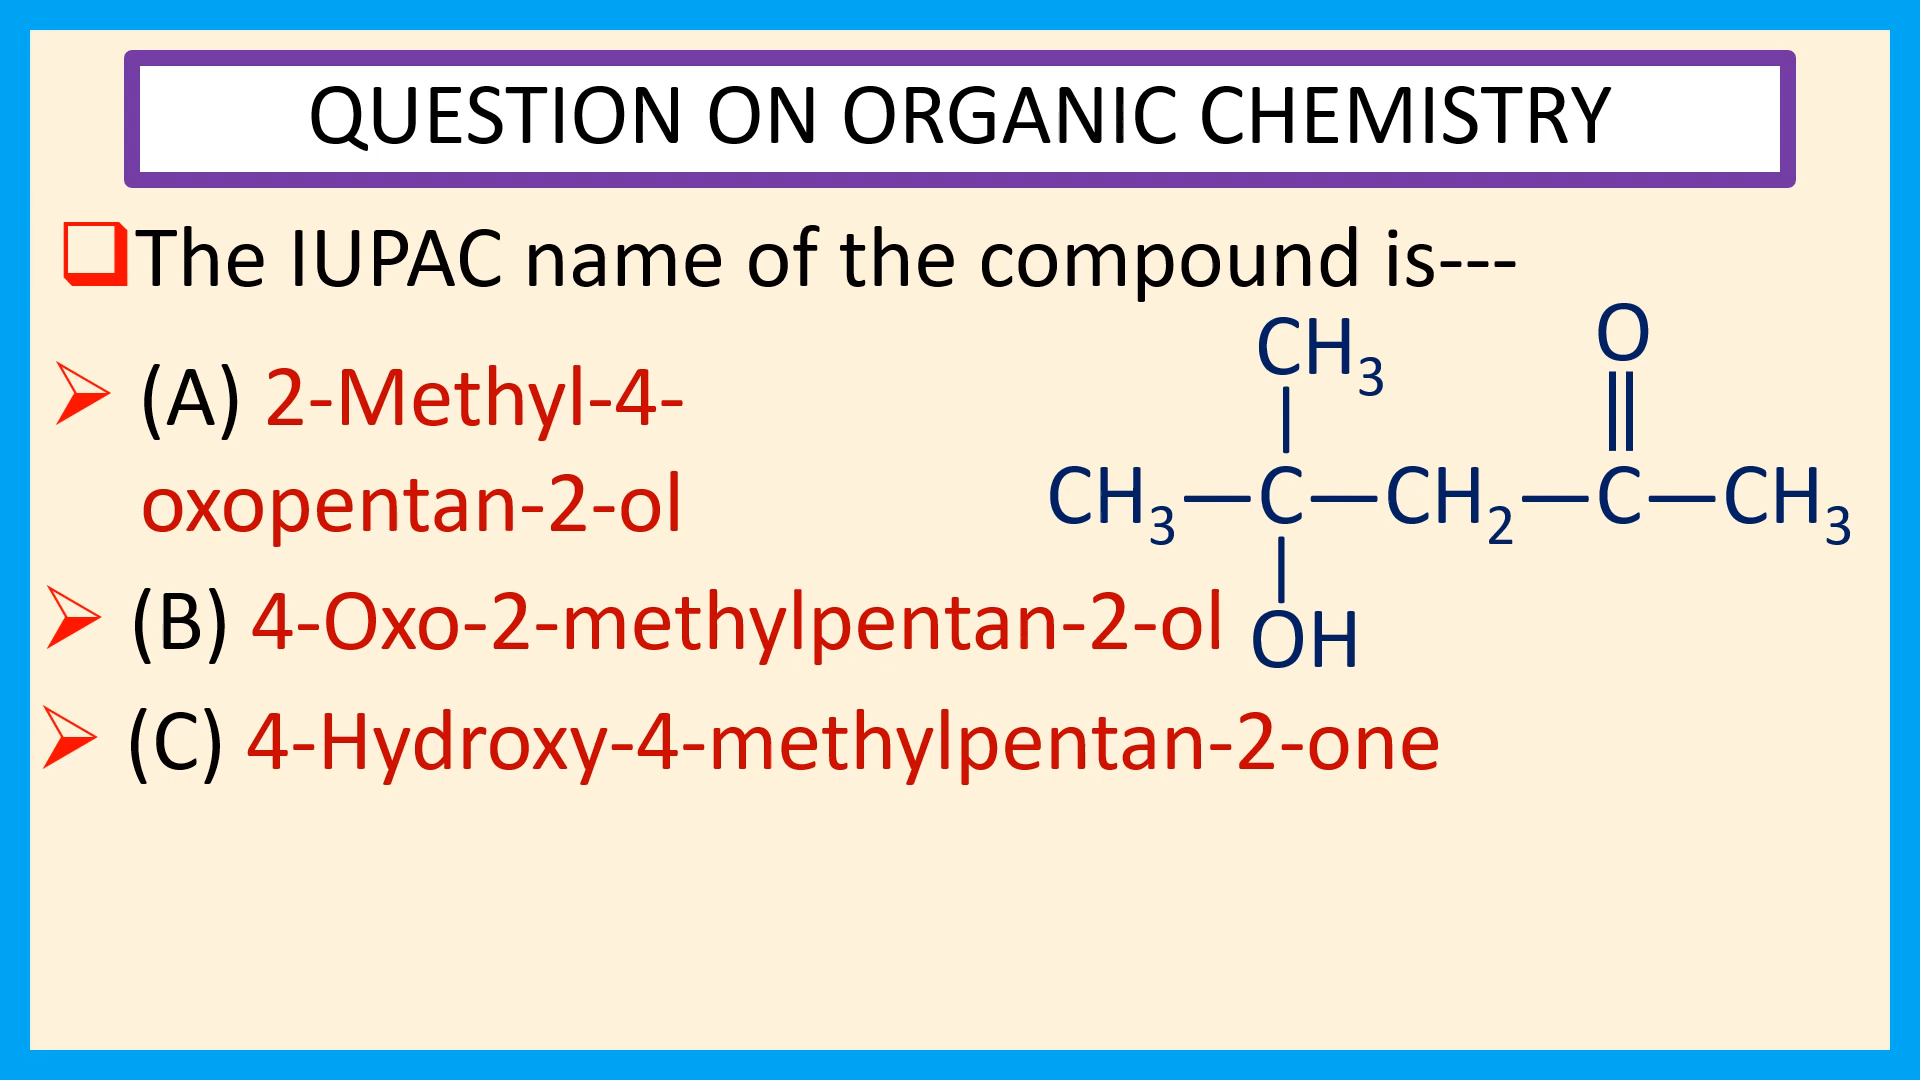 QUESTION ON ORGANIC CHEMISTRY
The IUPAC name of the compound is---
(A) 2-Methyl-4-
oxopentan-2-ol
(B) 4-Oxo-2-methylpentan-2-ol
(C) 4-Hydroxy-4-methylpentan-2-one
CH₃ O
CH₃—C—CH₂—C—CH₃
OH